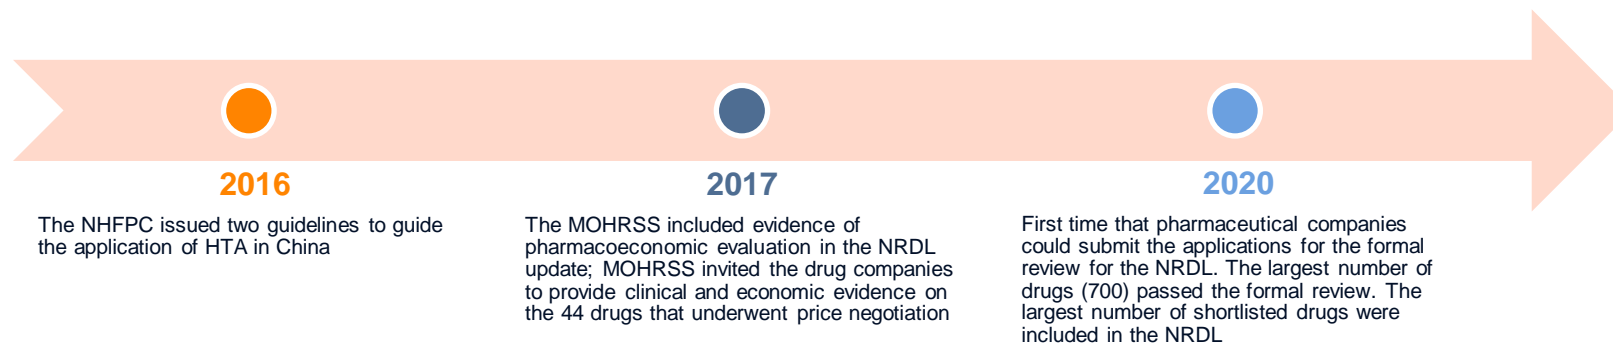 2016
The NHFPC issued two guidelines to guide
the application of HTA in China
2017
The MOHRSS included evidence of
pharmacoeconomic evaluation in the NRDL
update; MOHRSS invited the drug companies
to provide clinical and economic evidence on
the 44 drugs that underwent price negotiation
2020
First time that pharmaceutical companies
could submit the applications for the formal
review for the NRDL. The largest number of
drugs (700) passed the formal review. The
largest number of shortlisted drugs were
included in the NRDL